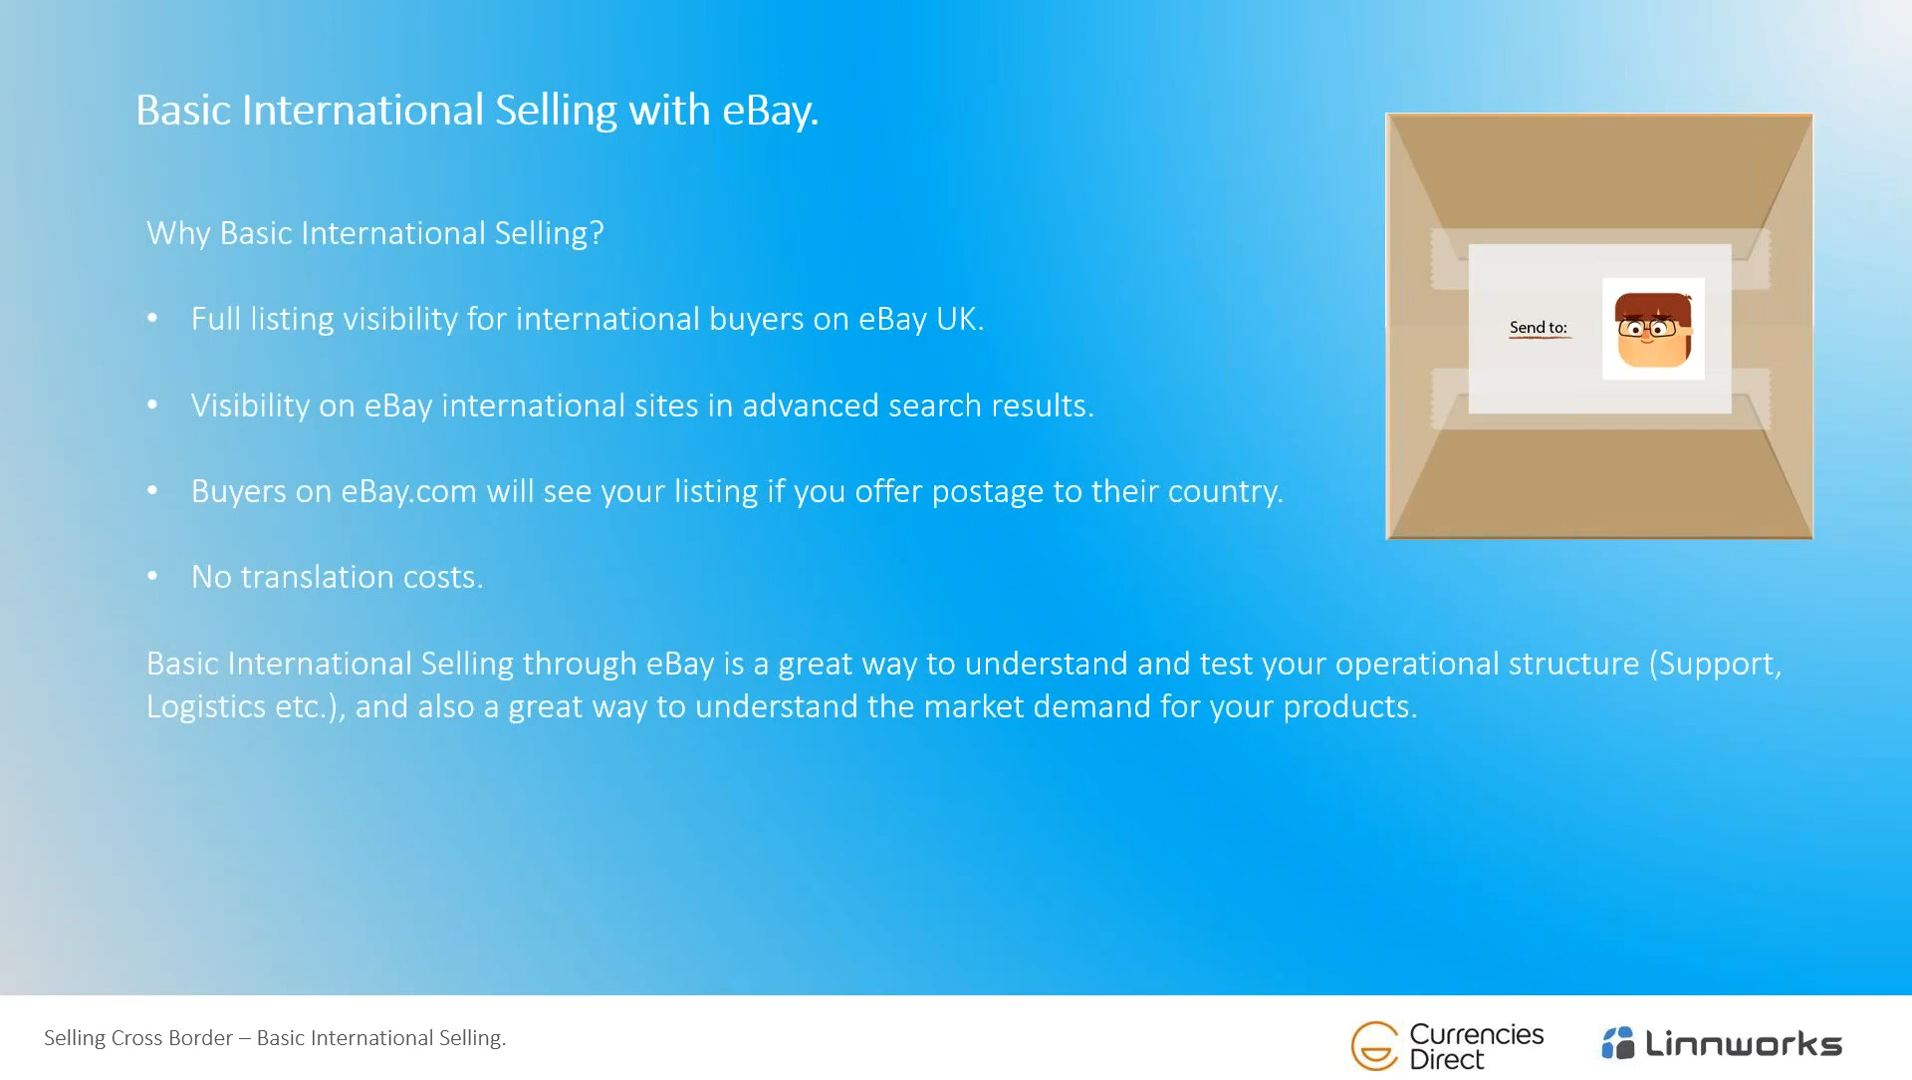 Basic International Selling with eBay.
Why Basic International Selling?
• Full listing visibility for international buyers on eBay UK.
• Visibility on eBay international sites in advanced search results.
• Buyers on eBay.com will see your listing if you offer postage to their country.
• No translation costs.
Basic International Selling through eBay is a great way to understand and test your operational structure (Support,
Logistics etc.), and also a great way to understand the market demand for your products.
Send to:
Selling Cross Border – Basic International Selling.
Currencies
Direct
Linnworks